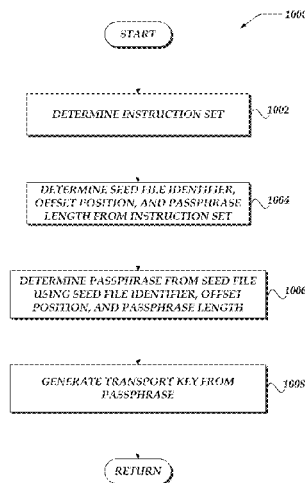 1000
START
DETERMINE INSTRUCTION SET
1002
DETERMINE SEED FILE IDENTIFIER,
OFFSET POSITION, AND PASSPHRASE
LENGTH FROM INSTRUCTION SET
1004
DETERMINE PASSPHRASE FROM SEED FILE
USING SEED FILE IDENTIFIER, OFFSET
POSITION, AND PASSPHRASE LENGTH
1006
GENERATE TRANSPORT KEY FROM
PASSPHRASE
1008
RETURN